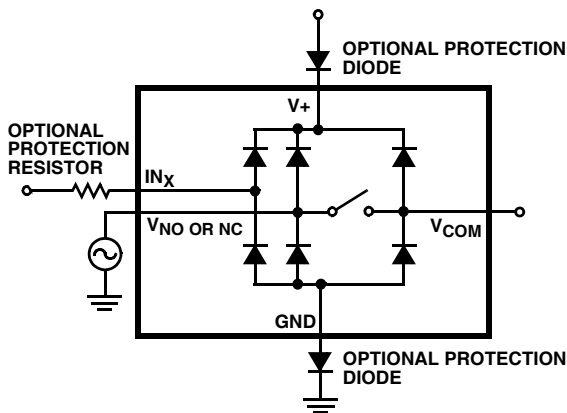 OPTIONAL PROTECTION
DIODE
V+
OPTIONAL
PROTECTION
RESISTOR
INX
VNO OR NC
VCOM
GND
OPTIONAL PROTECTION
DIODE